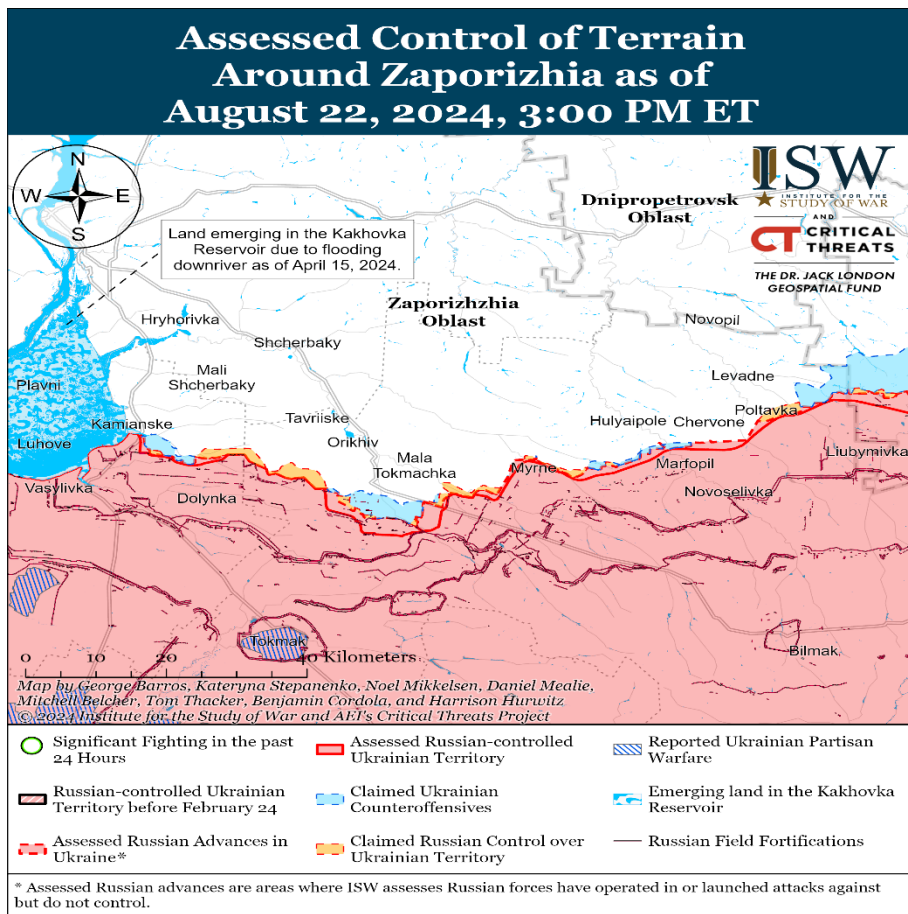 Assessed Control of Terrain
Around Zaporizhia as of
August 22, 2024, 3:00 PM ET
N
W E
S
Land emerging in the Kakhovka
Reservoir due to flooding
downriver as of April 15, 2024.
ISW
INSTITUTE FOR THE
STUDY OF WAR
AND
CT CRITICAL
THREATS
THE DR. JACK LONDON
GEOSPATIAL FUND
Dnipropetrovsk
Oblast
Zaporizhzhia
Oblast
Hryhorivka
Novopil
Shcherbaky
Mali
Shcherbaky
Levadne
Plavni
Tavriiske
Poltavka
Kamianske
Hulyaipole
Chervone
Orikhiv
Luhove
Mala
Tokmachka
Myrne
Marfopil
Liubymivka
Vasylivka
Dolynka
Novoselivka
Tokmak
Bilmak
0 10 20 40 Kilometers
Map by George Barros, Kateryna Stepanenko, Noel Mikkelsen, Daniel Mealie,
Mitchell Belcher, Tom Thacker, Benjamin Cordola, and Harrison Hurwitz
© 2024 Institute for the Study of War and AEI's Critical Threats Project
Significant Fighting in the past
24 Hours
Assessed Russian-controlled
Ukrainian Territory
Reported Ukrainian Partisan
Warfare
Russian-controlled Ukrainian
Territory before February 24
Claimed Ukrainian
Counteroffensives
Emerging land in the Kakhovka
Reservoir
Assessed Russian Advances in
Ukraine*
Claimed Russian Control over
Ukrainian Territory
Russian Field Fortifications
* Assessed Russian advances are areas where ISW assesses Russian forces have operated in or launched attacks against
but do not control.